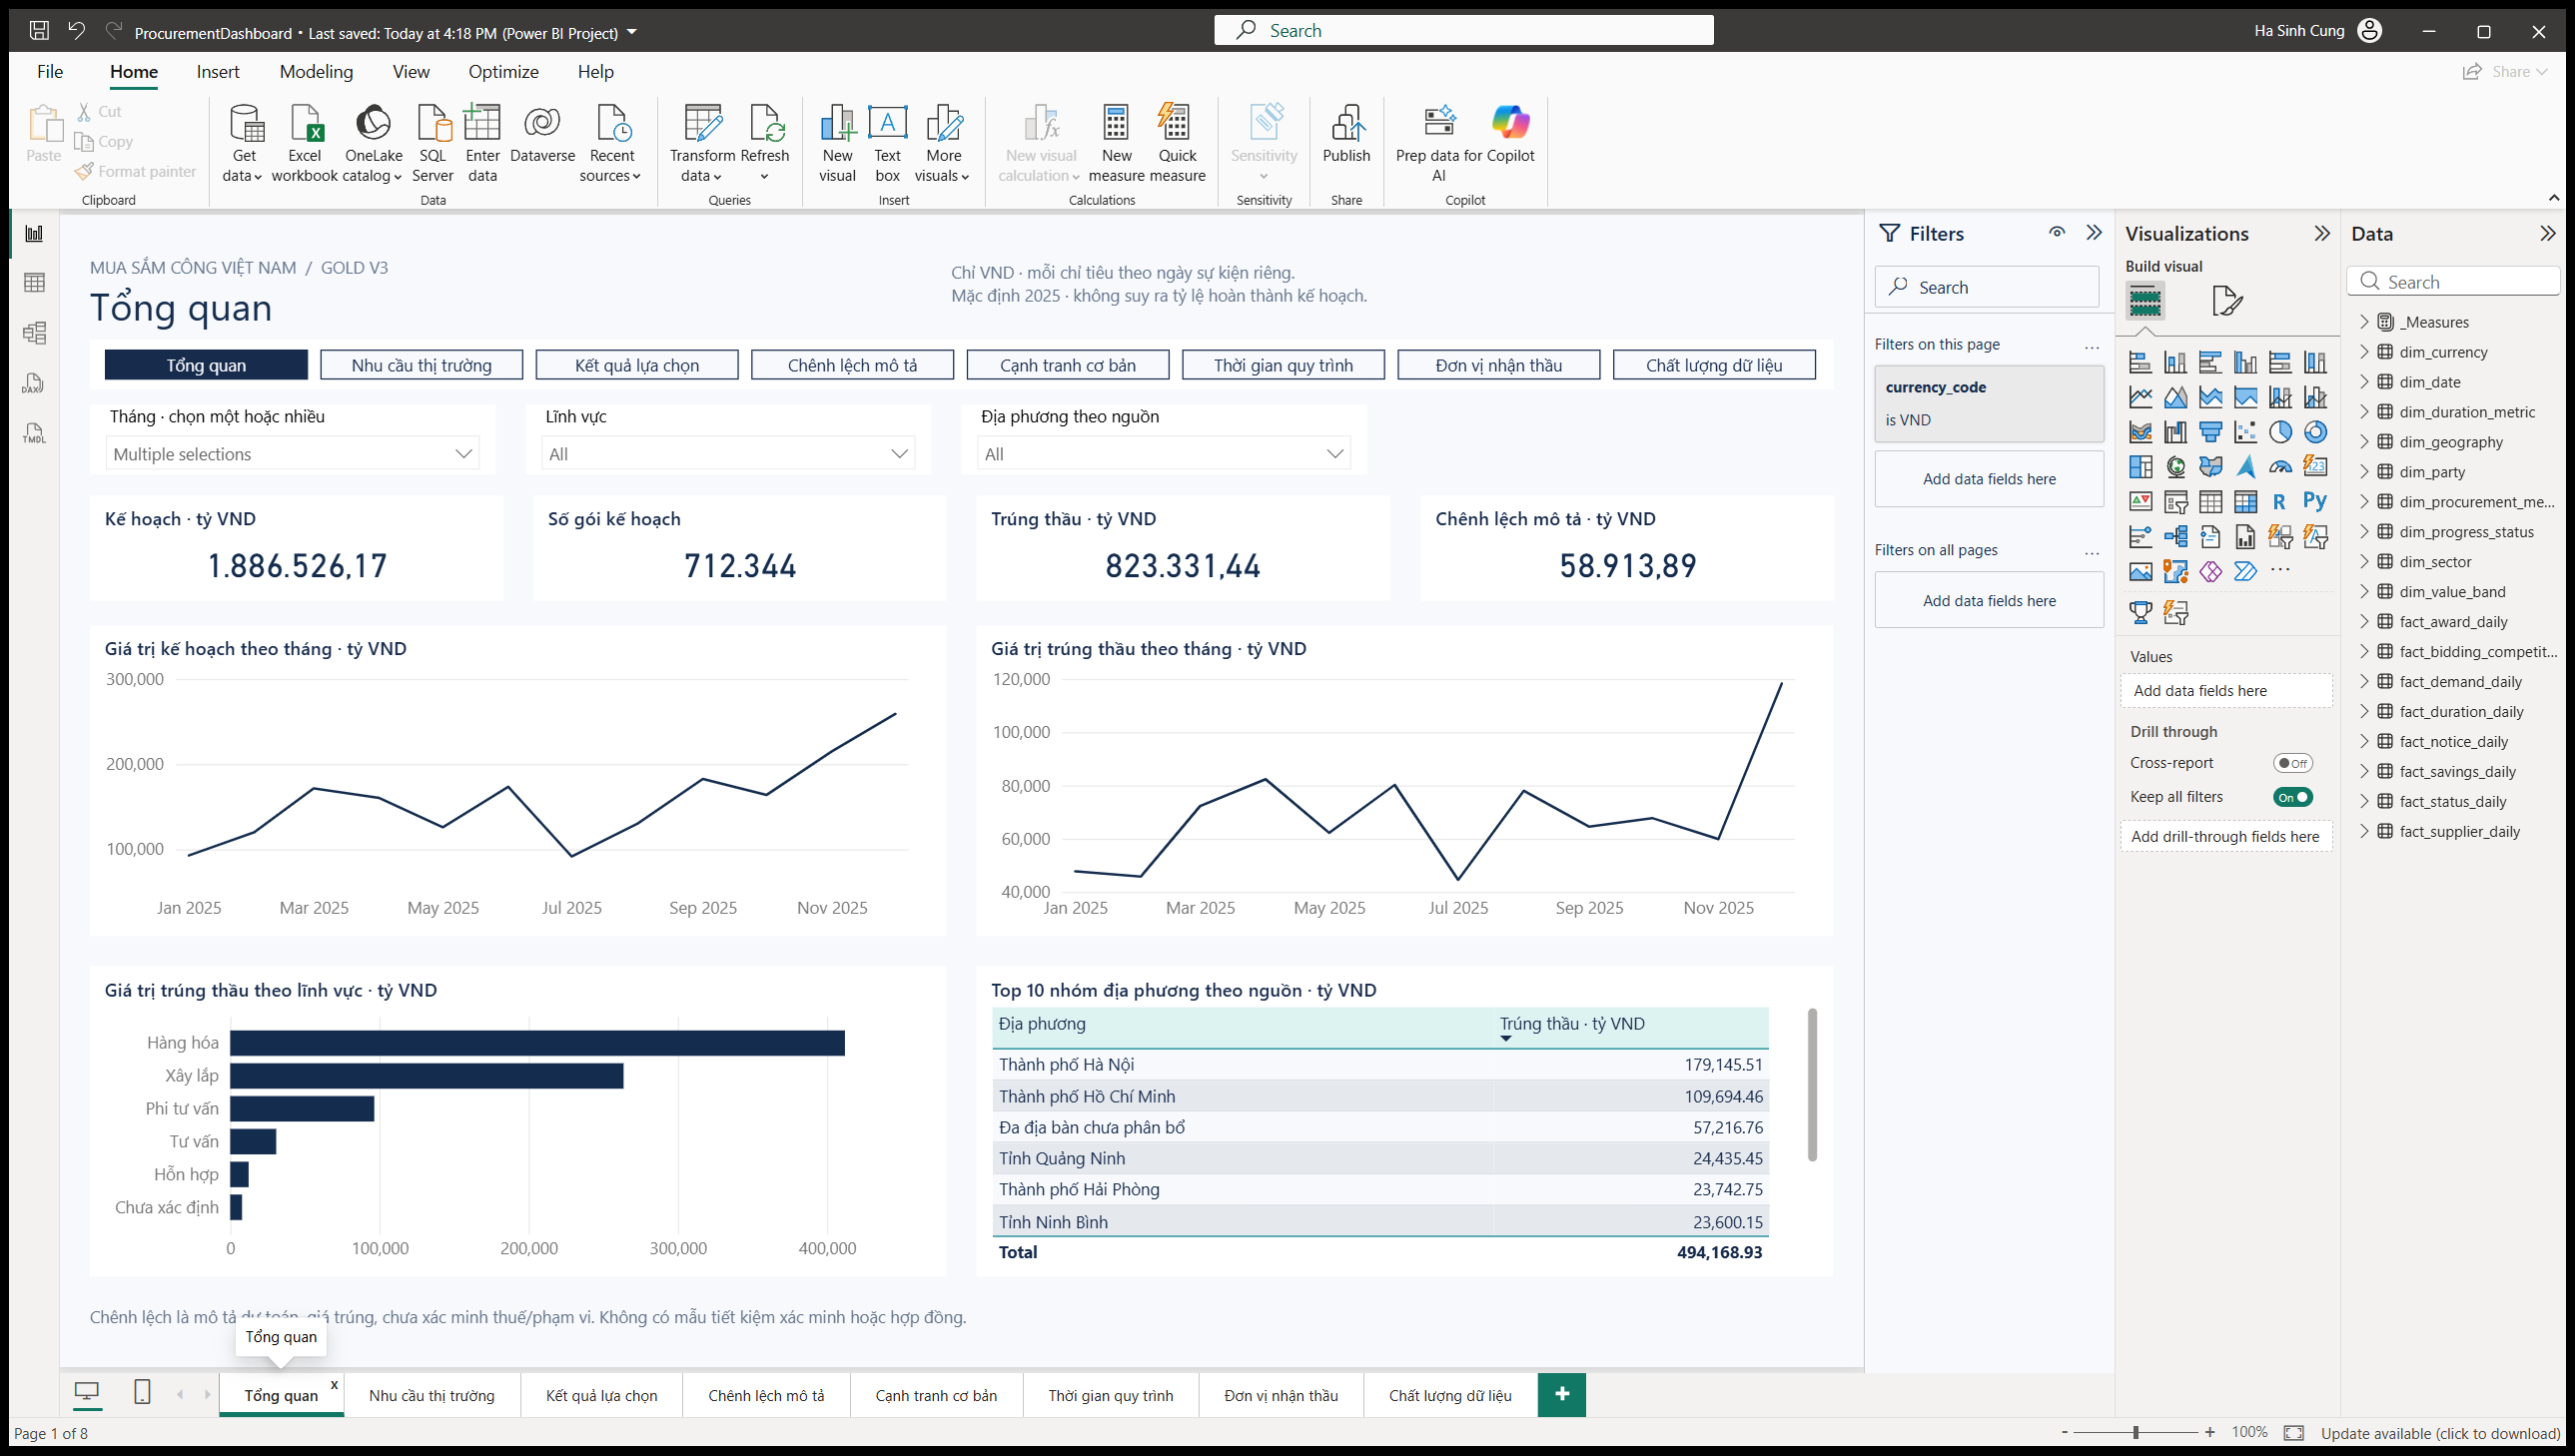 ProcurementDashboard • Last saved: Today at 4:18 PM (Power BI Project)
Search
Ha Sinh Cung
File Home Insert Modeling View Optimize Help
Share
Paste
Cut
Copy
Format painter
Clipboard
Get data
Excel workbook
OneLake catalog
SQL Server
Enter data
Dataverse
Recent sources
Data
Transform data
Refresh
Queries
New visual
Text box
More visuals
Insert
New visual calculation
New measure
Quick measure
Calculations
Sensitivity
Sensitivity
Publish
Share
Prep data for AI
Copilot
Copilot
DAX
TMDL
MUA SẮM CÔNG VIỆT NAM / GOLD V3
Tổng quan
Chỉ VND · mỗi chỉ tiêu theo ngày sự kiện riêng.
Mặc định 2025 · không suy ra tỷ lệ hoàn thành kế hoạch.
Tổng quan
Nhu cầu thị trường
Kết quả lựa chọn
Chênh lệch mô tả
Cạnh tranh cơ bản
Thời gian quy trình
Đơn vị nhận thầu
Chất lượng dữ liệu
Tháng · chọn một hoặc nhiều
Multiple selections
Lĩnh vực
All
Địa phương theo nguồn
All
Kế hoạch · tỷ VND
1.886.526,17
Số gói kế hoạch
712.344
Trúng thầu · tỷ VND
823.331,44
Chênh lệch mô tả · tỷ VND
58.913,89
Giá trị kế hoạch theo tháng · tỷ VND
300,000
200,000
100,000
Jan 2025 Mar 2025 May 2025 Jul 2025 Sep 2025 Nov 2025
Giá trị trúng thầu theo tháng · tỷ VND
120,000
100,000
80,000
60,000
40,000
Jan 2025 Mar 2025 May 2025 Jul 2025 Sep 2025 Nov 2025
Giá trị trúng thầu theo lĩnh vực · tỷ VND
Hàng hóa
Xây lắp
Phi tư vấn
Tư vấn
Hỗn hợp
Chưa xác định
0 100,000 200,000 300,000 400,000
Top 10 nhóm địa phương theo nguồn · tỷ VND
Địa phương Trúng thầu · tỷ VND
Thành phố Hà Nội 179,145.51
Thành phố Hồ Chí Minh 109,694.46
Đa địa bàn chưa phân bổ 57,216.76
Tỉnh Quảng Ninh 24,435.45
Thành phố Hải Phòng 23,742.75
Tỉnh Ninh Bình 23,600.15
Total 494,168.93
Chênh lệch là mô tả dự toán, giá trúng, chưa xác minh thuế/phạm vi. Không có mẫu tiết kiệm xác minh hoặc hợp đồng.
Tổng quan
Filters
Search
Filters on this page ...
currency_code
is VND
Add data fields here
Filters on all pages ...
Add data fields here
Visualizations
Build visual
123
R Py
...
Values
Add data fields here
Drill through
Cross-report Off
Keep all filters On
Add drill-through fields here
Data
Search
_Measures
dim_currency
dim_date
dim_duration_metric
dim_geography
dim_party
dim_procurement_me...
dim_progress_status
dim_sector
dim_value_band
fact_award_daily
fact_bidding_competit...
fact_demand_daily
fact_duration_daily
fact_notice_daily
fact_savings_daily
fact_status_daily
fact_supplier_daily
Tổng quan x
Nhu cầu thị trường
Kết quả lựa chọn
Chênh lệch mô tả
Cạnh tranh cơ bản
Thời gian quy trình
Đơn vị nhận thầu
Chất lượng dữ liệu
+
Page 1 of 8
- + 100%
Update available (click to download)